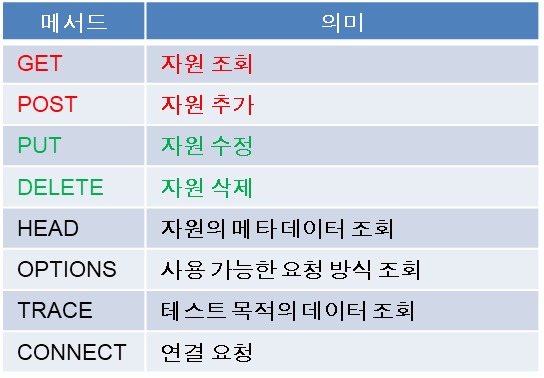 메서드 의미
GET 자원 조회
POST 자원 추가
PUT 자원 수정
DELETE 자원 삭제
HEAD 자원의 메타 데이터 조회
OPTIONS 사용 가능한 요청 방식 조회
TRACE 테스트 목적의 데이터 조회
CONNECT 연결 요청